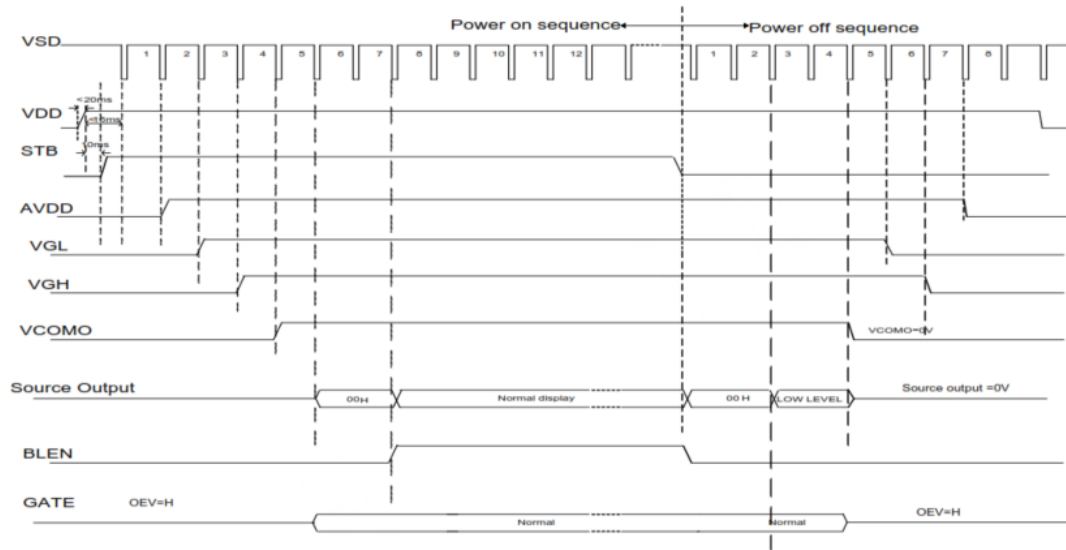 Power on sequence
Power off sequence
VSD
1 2 3 4 5 6 7 8 9 10 11 12 1 2 3 4 5 6 7 8
<20ms
VDD
STB
AVDD
VGL
VGH
VCOMO
VCOMO=0V
Source Output
00H
Normal display
00 H
LOW LEVEL
Source output =0V
BLEN
GATE
OEV=H
Normal
Normal
OEV=H